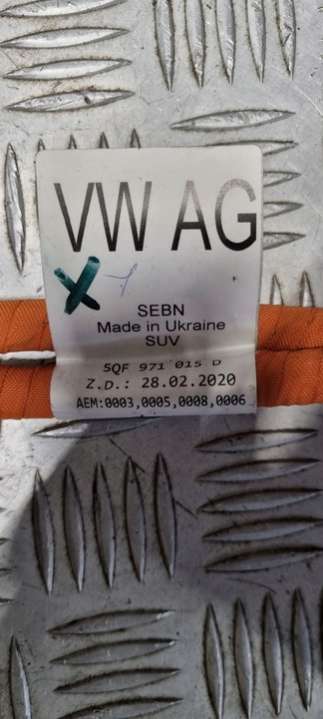 VW AG
SEBN
Made in Ukraine
SUV
5QF 971 015 D
Z.D.: 28.02.2020
AEM:0003,0005,0008,0006